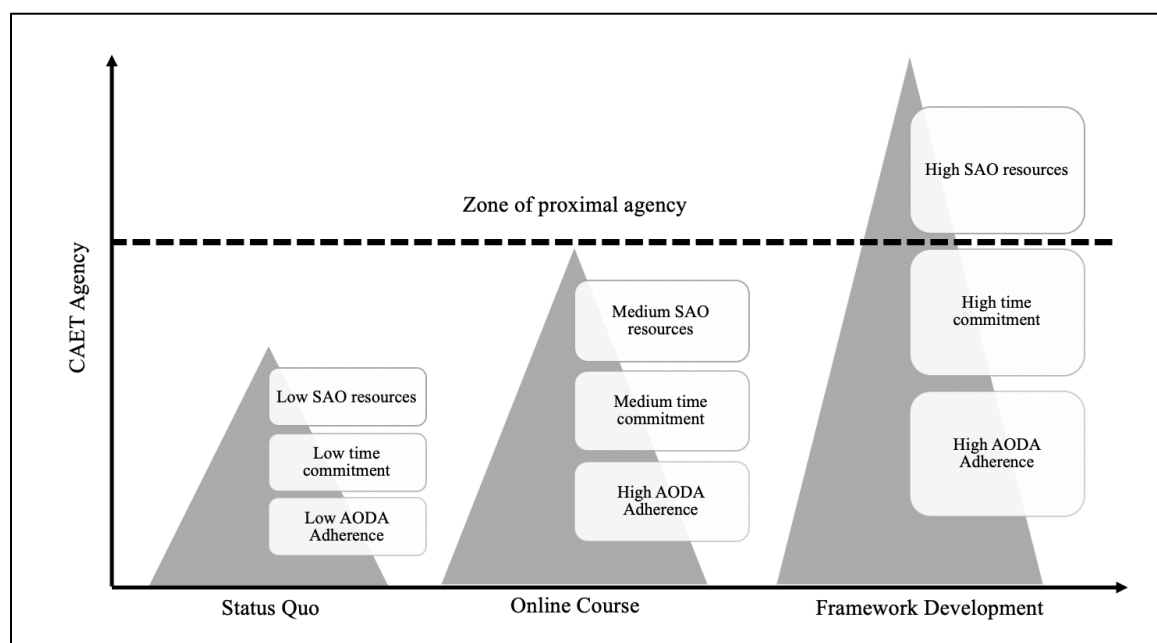 Zone of proximal agency
CAET Agency
Low SAO resources
Low time
commitment
Low AODA
Adherence
Medium SAO
resources
Medium time
commitment
High AODA
Adherence
High SAO resources
High time
commitment
High AODA
Adherence
Status Quo
Online Course
Framework Development